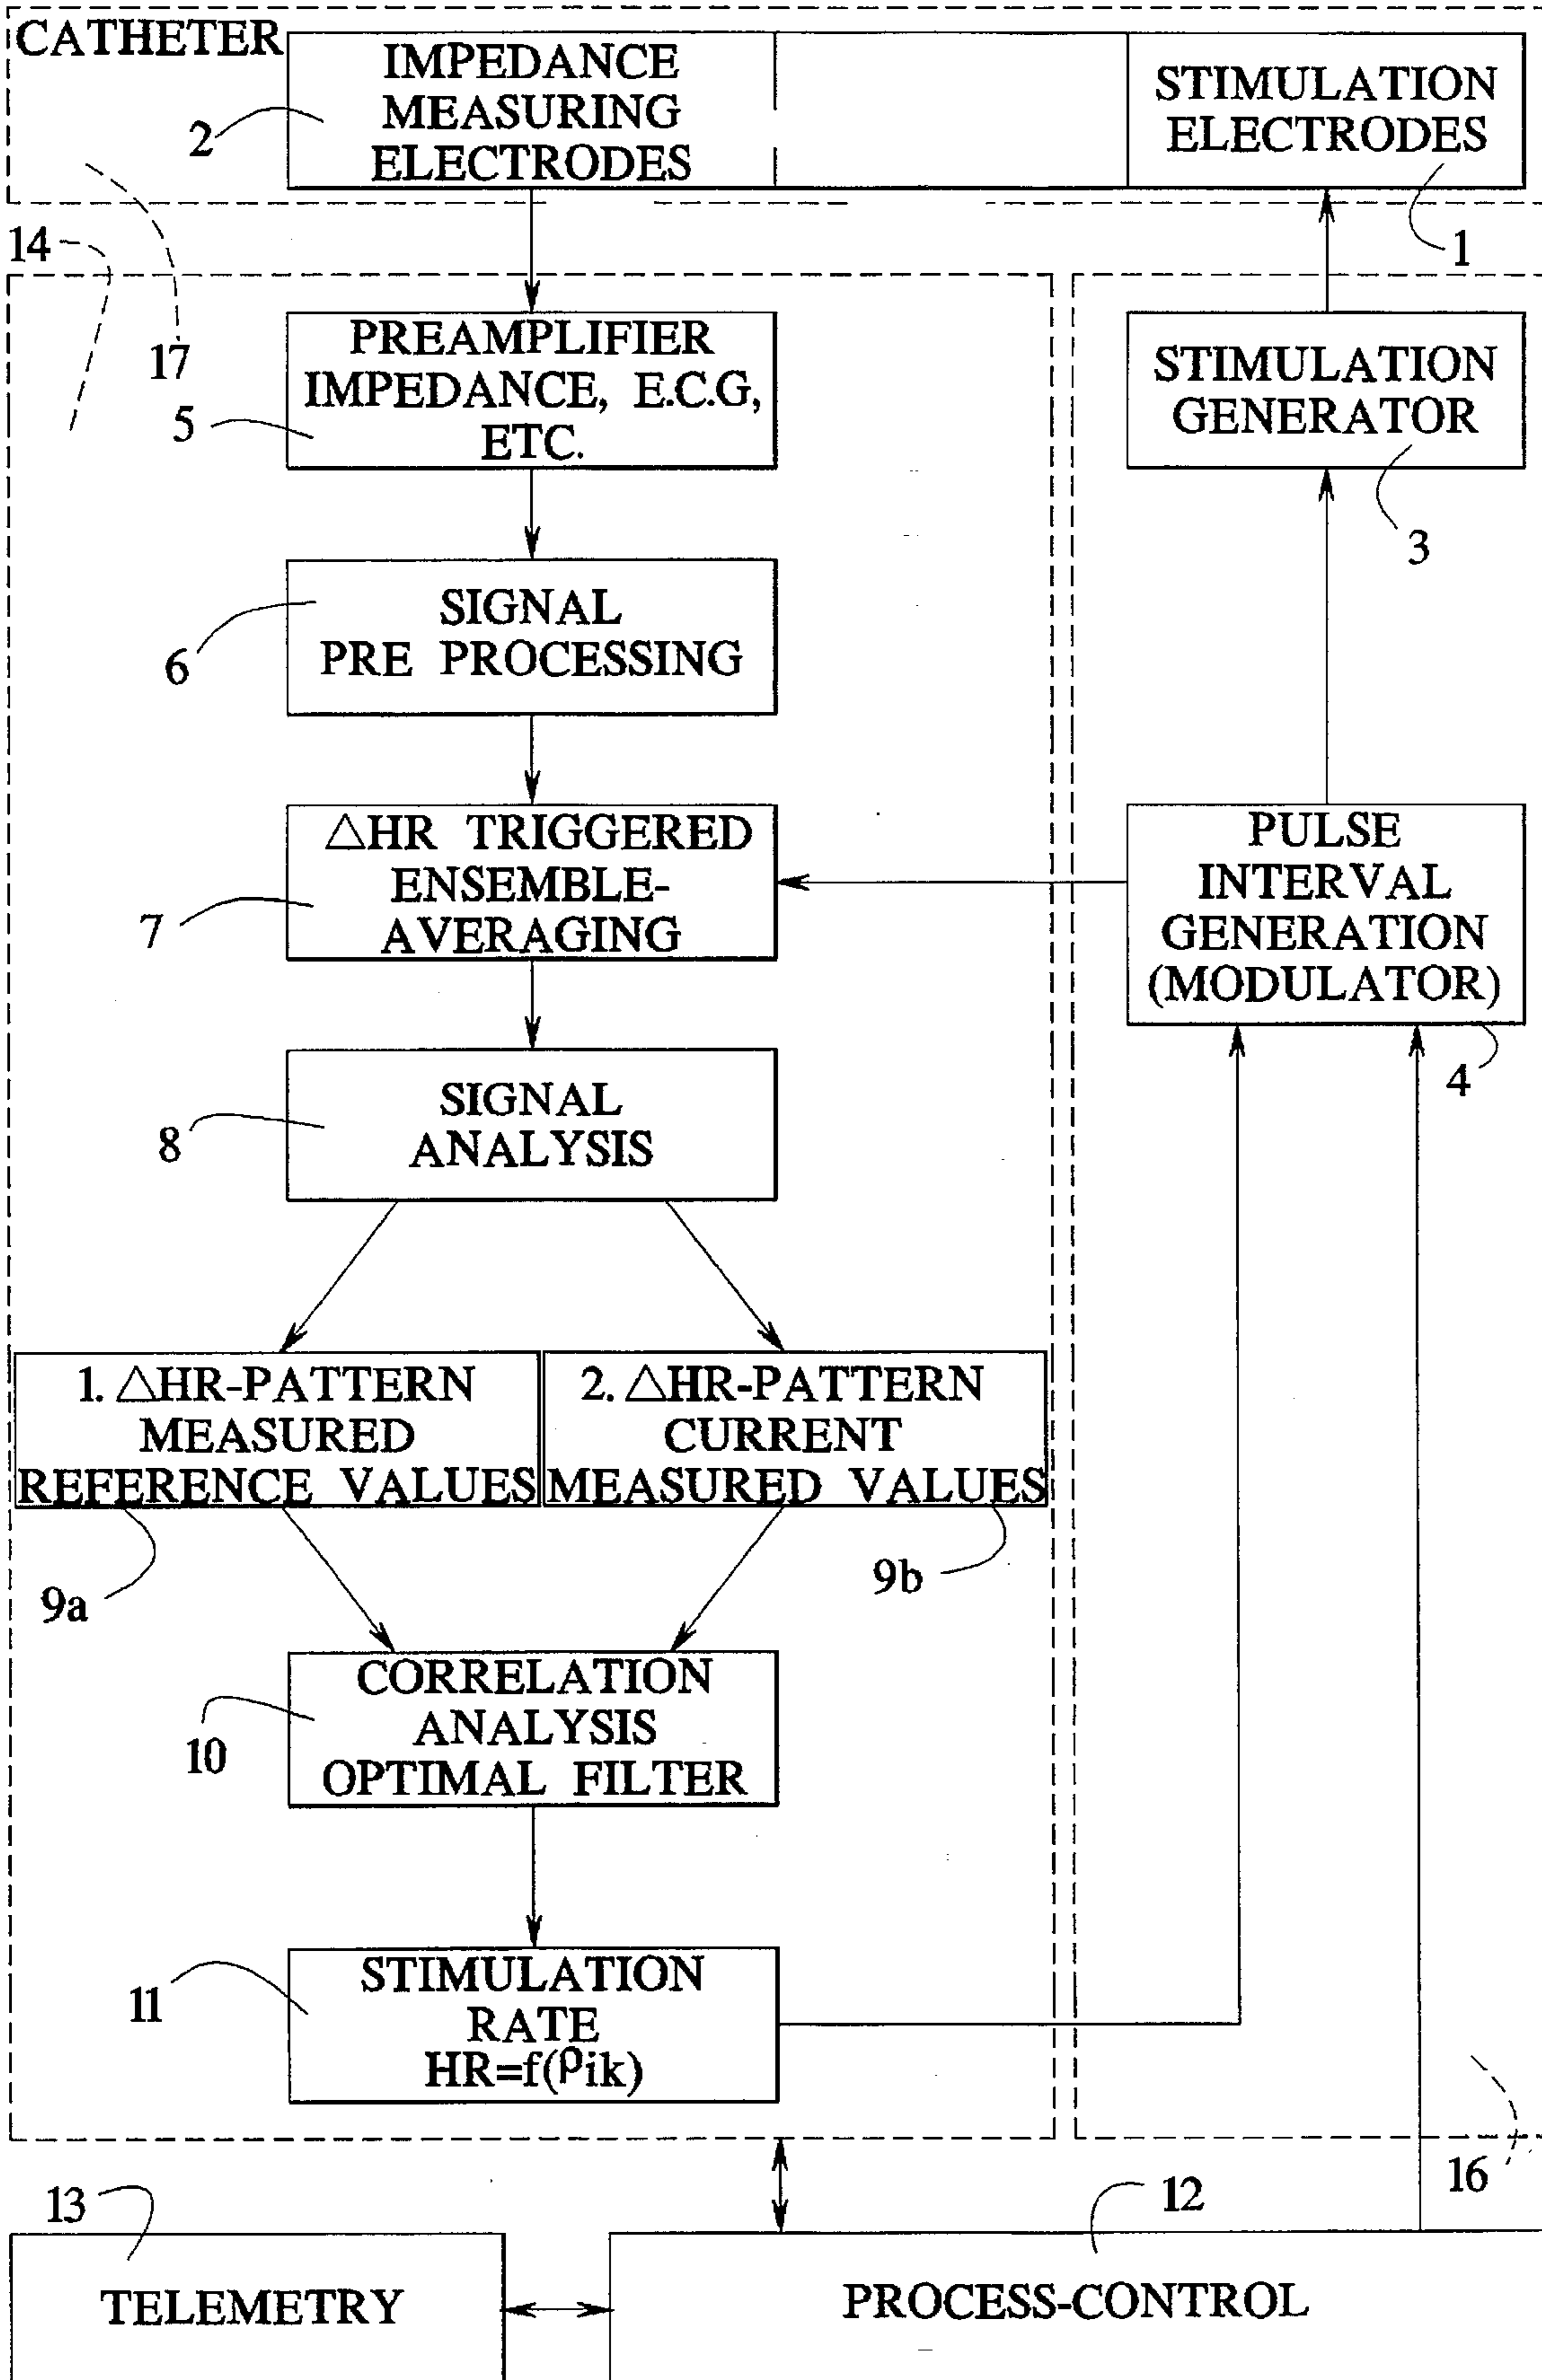 CATHETER
IMPEDANCE
MEASURING
ELECTRODES
2
STIMULATION
ELECTRODES
1
14
17
PREAMPLIFIER
IMPEDANCE, E.C.G,
ETC.
5
STIMULATION
GENERATOR
3
SIGNAL
PRE PROCESSING
6
△HR TRIGGERED
ENSEMBLE-
AVERAGING
7
PULSE
INTERVAL
GENERATION
(MODULATOR)
4
SIGNAL
ANALYSIS
8
1. △HR-PATTERN
MEASURED
REFERENCE VALUES
9a
2. △HR-PATTERN
CURRENT
MEASURED VALUES
9b
CORRELATION
ANALYSIS
OPTIMAL FILTER
10
STIMULATION
RATE
HR=f(ρik)
11
16
13
TELEMETRY
12
PROCESS-CONTROL